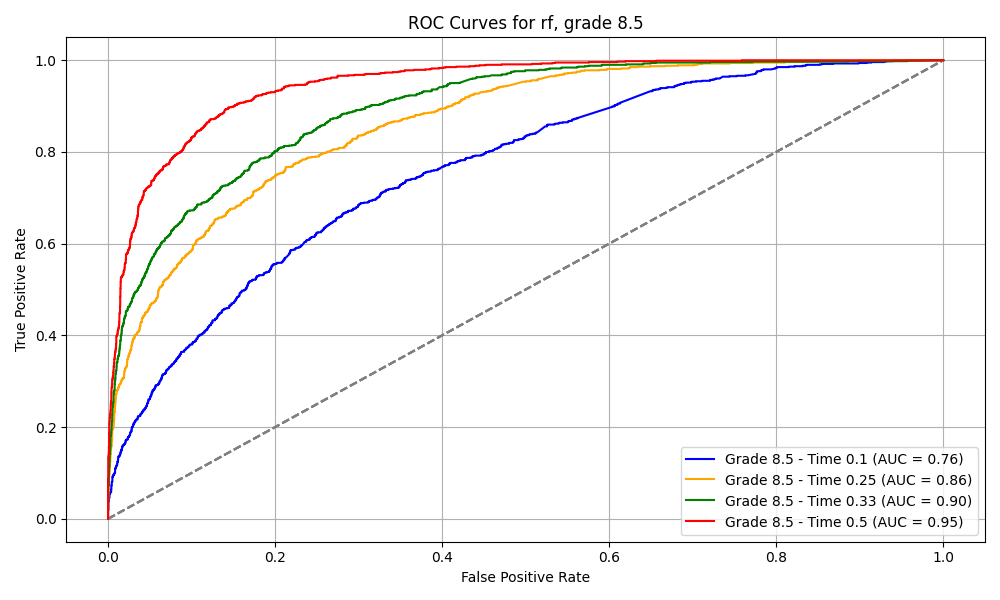 ROC Curves for rf, grade 8.5
True Positive Rate
1.0
0.8
0.6
0.4
0.2
0.0
Grade 8.5 - Time 0.1 (AUC = 0.76)
Grade 8.5 - Time 0.25 (AUC = 0.86)
Grade 8.5 - Time 0.33 (AUC = 0.90)
Grade 8.5 - Time 0.5 (AUC = 0.95)
0.0 0.2 0.4 0.6 0.8 1.0
False Positive Rate